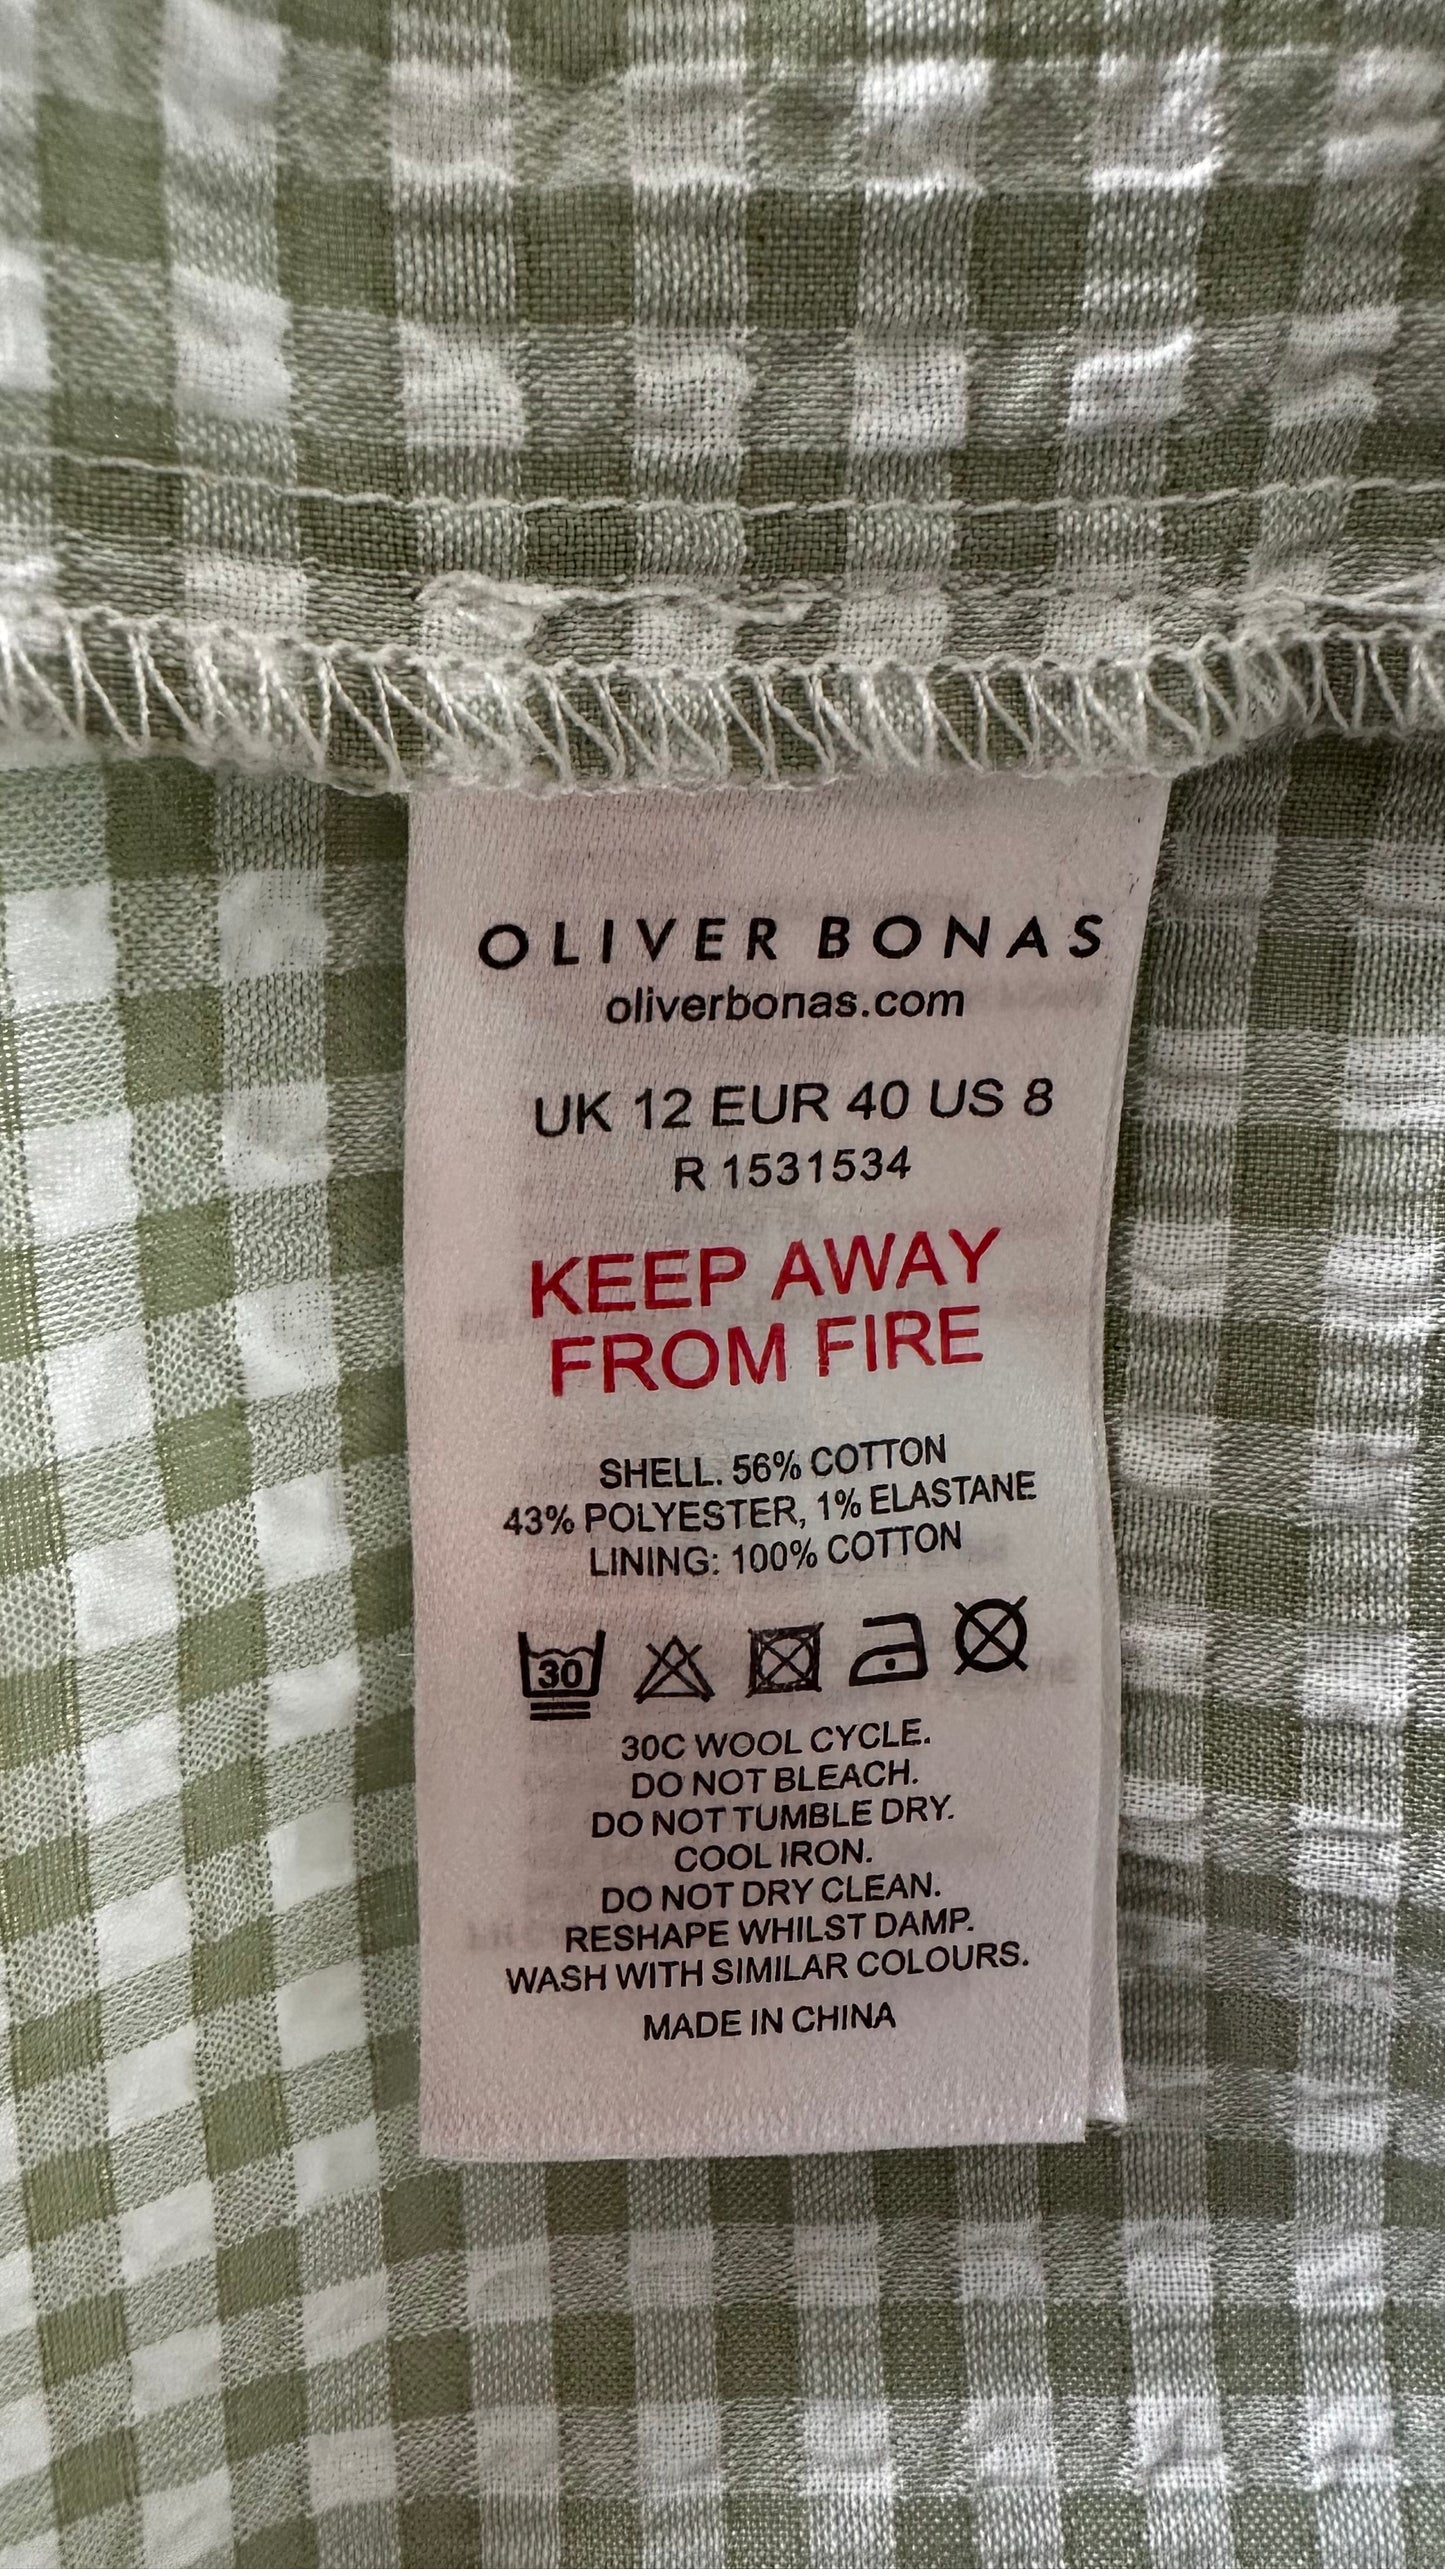 OLIVER BONAS
oliverbonas.com
UK 12 EUR 40 US 8
R 1531534
KEEP AWAY
FROM FIRE
SHELL. 56% COTTON
43% POLYESTER, 1% ELASTANE
LINING: 100% COTTON
30
30C WOOL CYCLE.
DO NOT BLEACH.
DO NOT TUMBLE DRY.
COOL IRON.
DO NOT DRY CLEAN.
RESHAPE WHILST DAMP.
WASH WITH SIMILAR COLOURS.
MADE IN CHINA